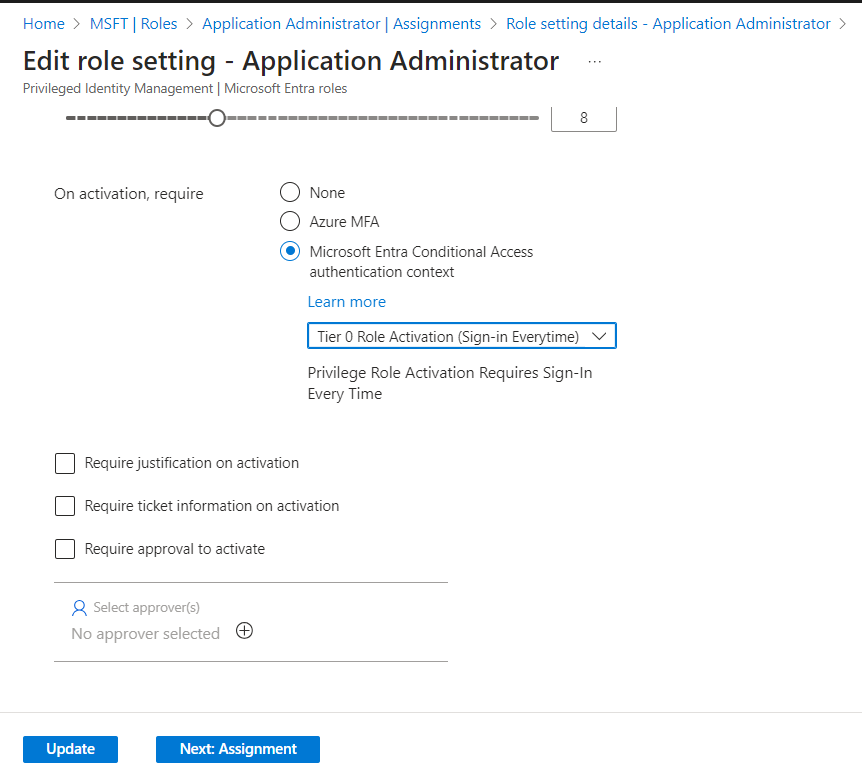 Home > MSFT | Roles > Application Administrator | Assignments > Role setting details - Application Administrator >
Edit role setting - Application Administrator ...
Privileged Identity Management | Microsoft Entra roles
8
On activation, require
None
Azure MFA
Microsoft Entra Conditional Access
authentication context
Learn more
Tier 0 Role Activation (Sign-in Everytime)
Privilege Role Activation Requires Sign-In
Every Time
Require justification on activation
Require ticket information on activation
Require approval to activate
Select approver(s)
No approver selected
Update
Next: Assignment